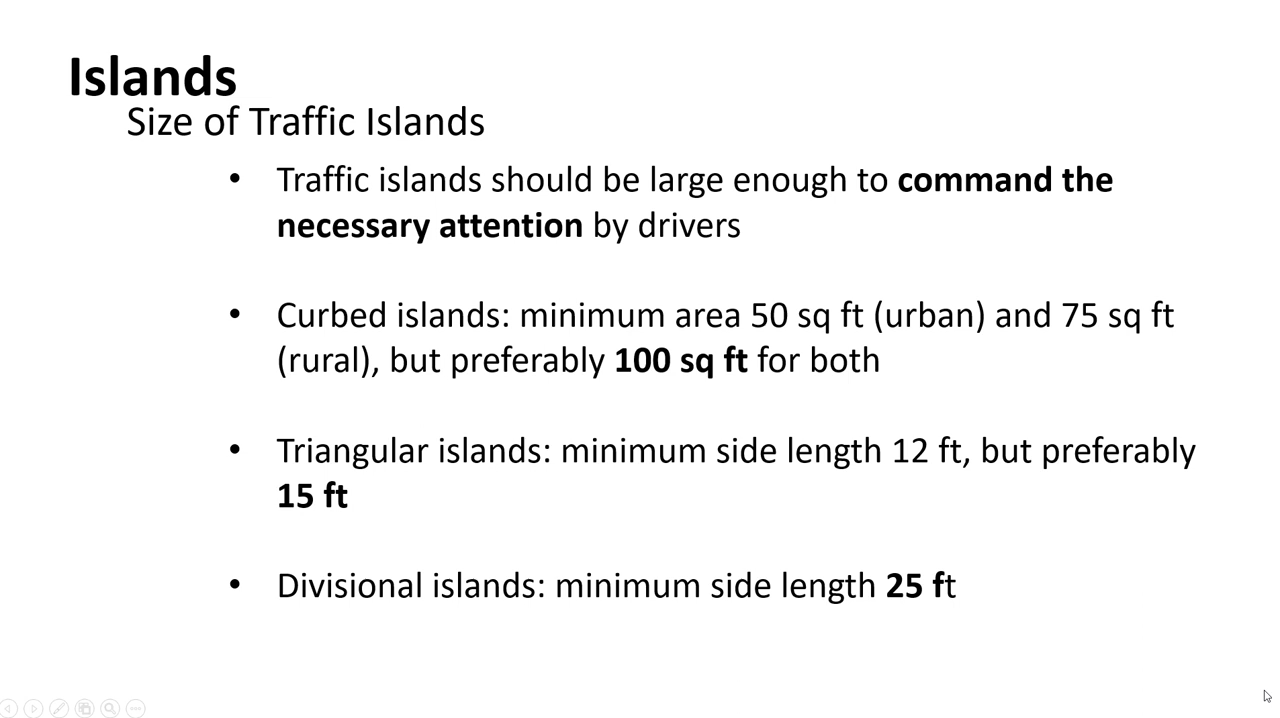 Islands
Size of Traffic Islands
• Traffic islands should be large enough to command the
necessary attention by drivers
• Curbed islands: minimum area 50 sq ft (urban) and 75 sq ft
(rural), but preferably 100 sq ft for both
• Triangular islands: minimum side length 12 ft, but preferably
15 ft
• Divisional islands: minimum side length 25 ft